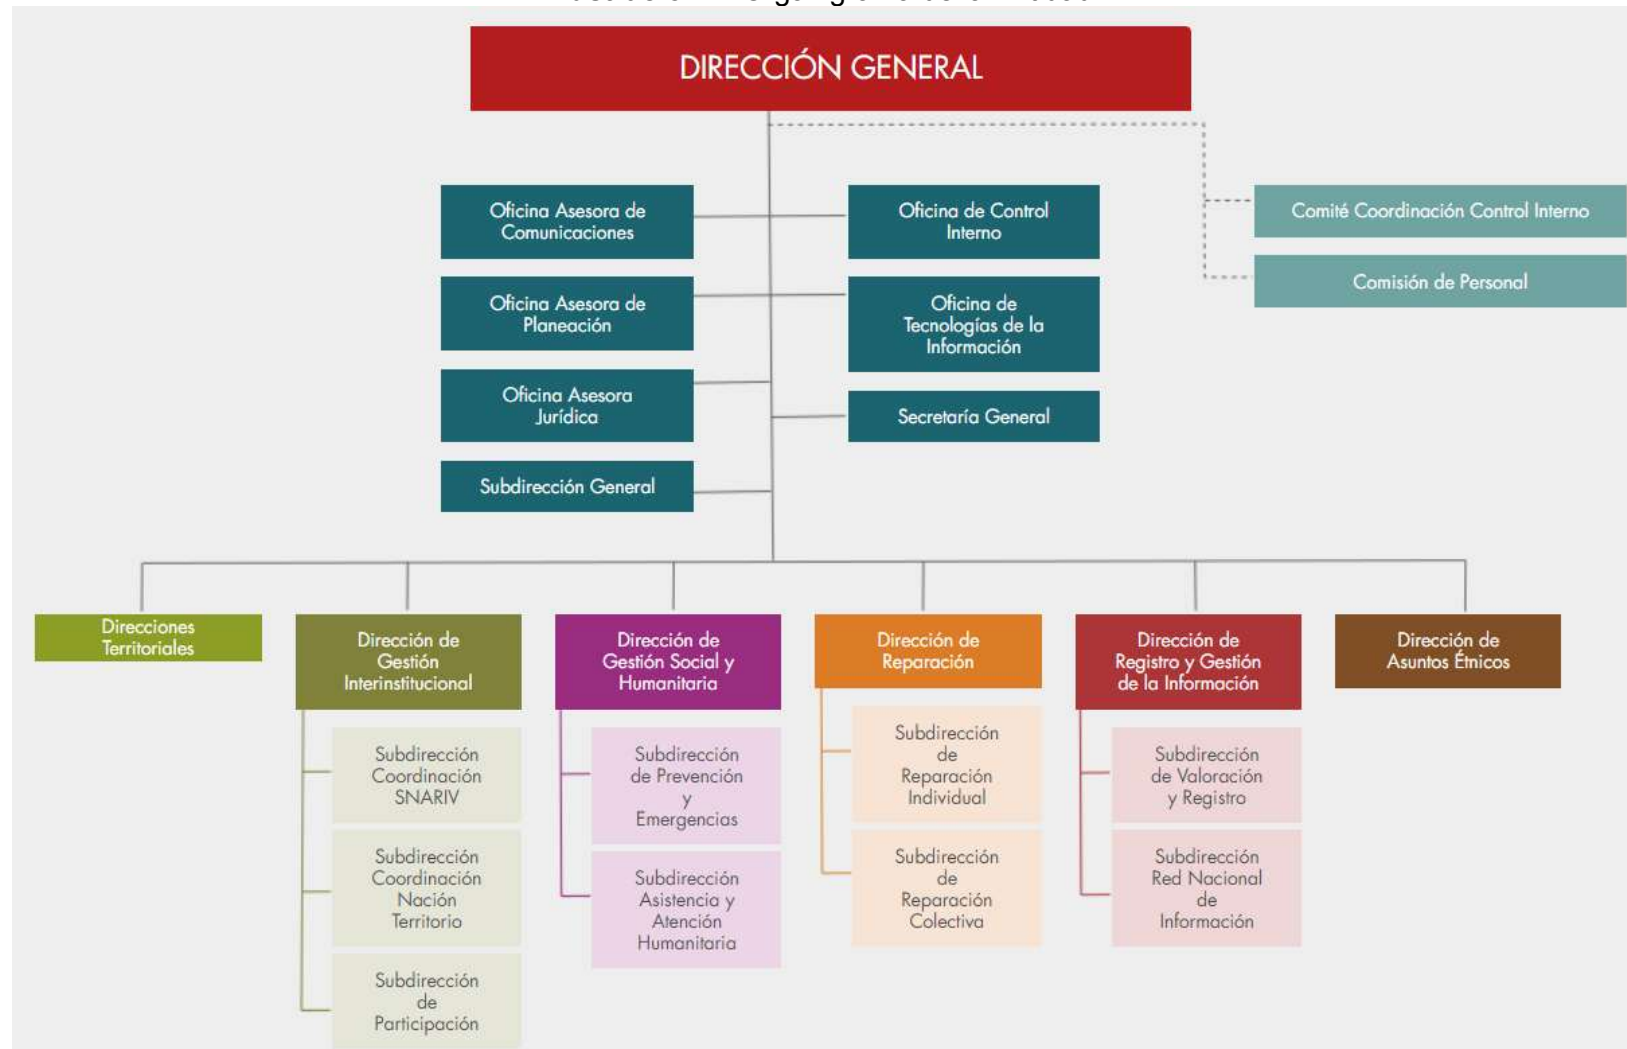 DIRECCIÓN GENERAL
Oficina Asesora de
Comunicaciones
Oficina de Control
Interno
Comité Coordinación Control Interno
Comisión de Personal
Oficina Asesora de
Planeación
Oficina de
Tecnologías de la
Información
Oficina Asesora
Jurídica
Secretaría General
Subdirección General
Direcciones
Territoriales
Dirección de
Gestión
Interinstitucional
Subdirección
Coordinación
SNARIV
Subdirección
Coordinación
Nación
Territorio
Subdirección
de
Participación
Dirección de
Gestión Social y
Humanitaria
Subdirección
de Prevención
y
Emergencias
Subdirección
Asistencia y
Atención
Humanitaria
Dirección de
Reparación
Subdirección
de
Reparación
Individual
Subdirección
de
Reparación
Colectiva
Dirección de
Registro y Gestión
de la Información
Subdirección
de Valoración
y Registro
Subdirección
Red Nacional
de
Información
Dirección de
Asuntos Étnicos